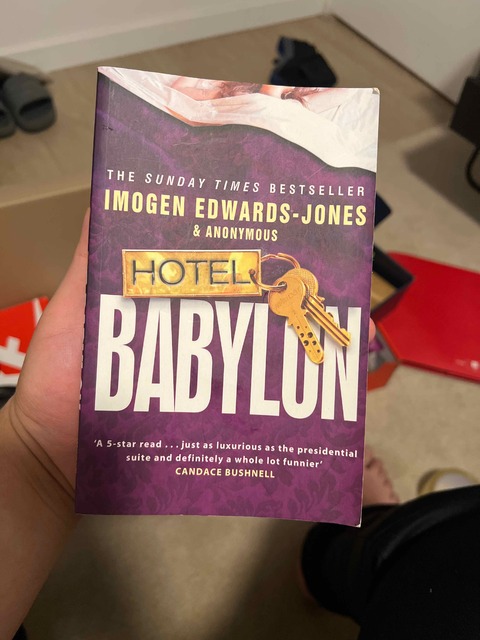 THE SUNDAY TIMES BESTSELLER
IMOGEN EDWARDS-JONES
& ANONYMOUS
HOTEL
BABYLON
'A 5-star read . . . just as luxurious as the presidential
suite and definitely a whole lot funnier'
CANDACE BUSHNELL